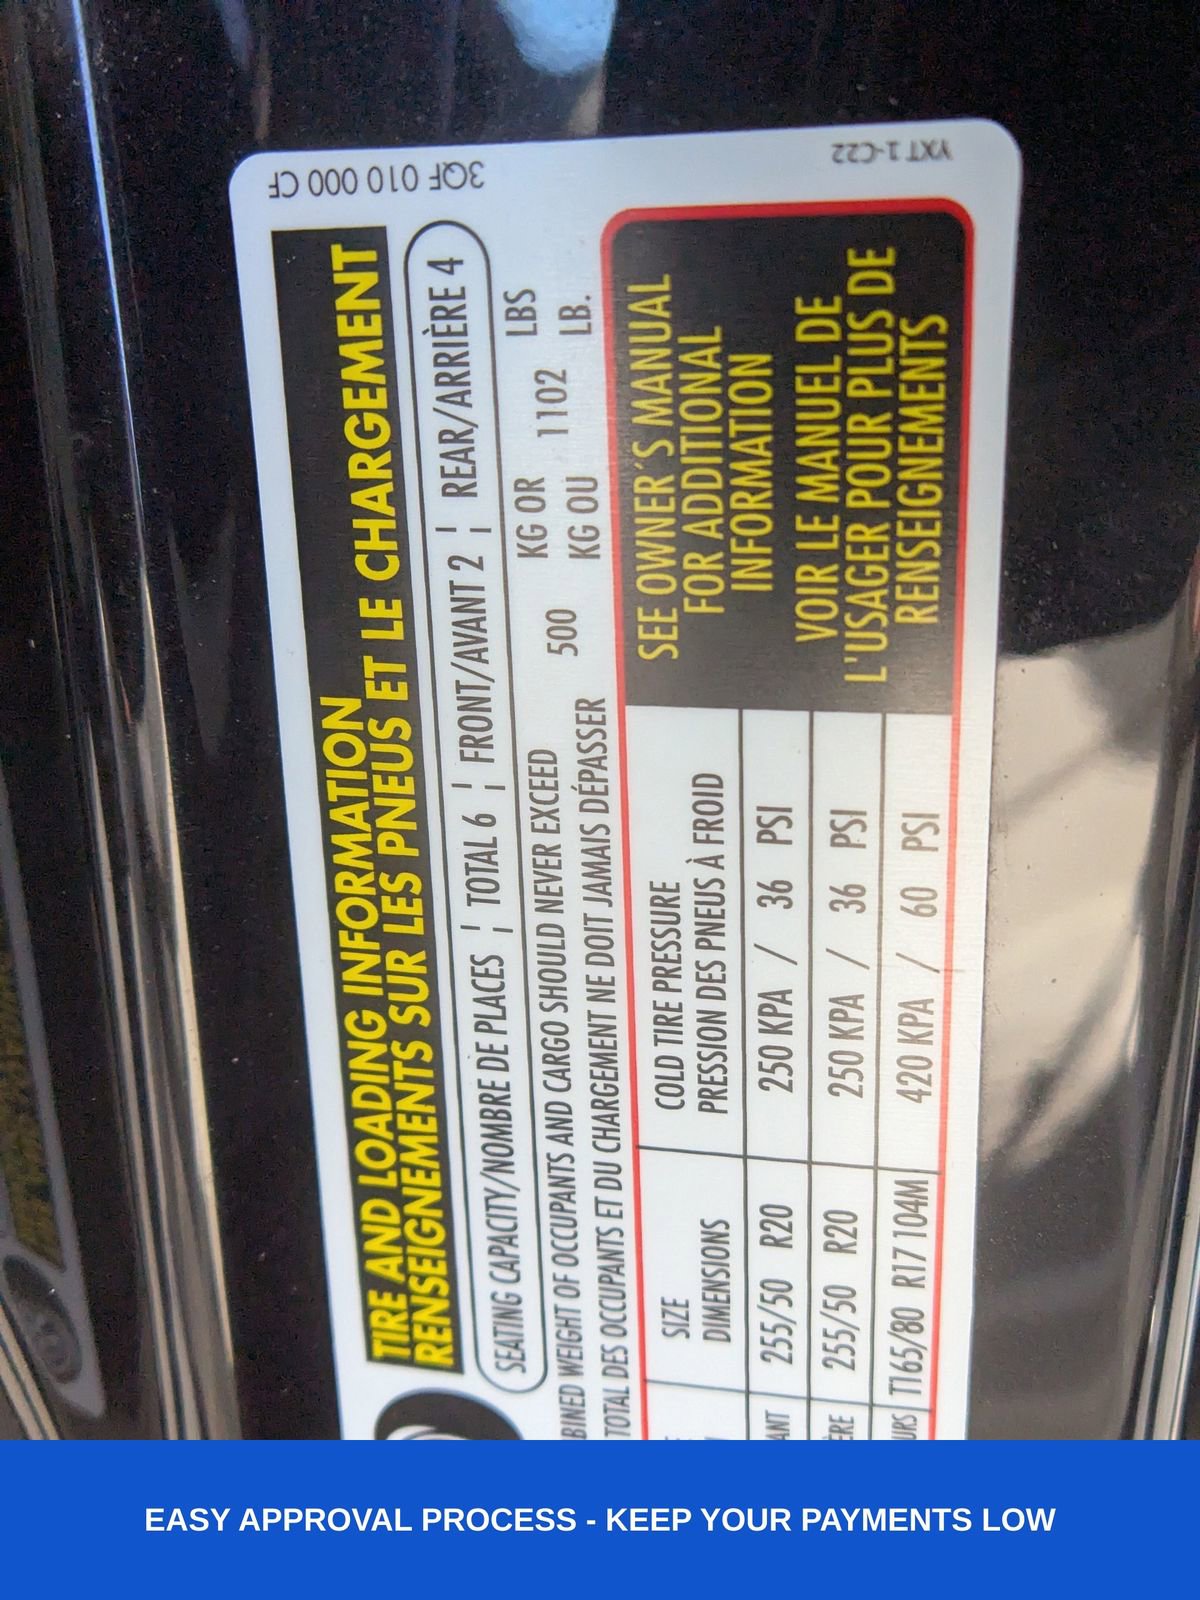 3QF 010 000 CF
YXT 1-C22
TIRE AND LOADING INFORMATION
RENSEIGNEMENTS SUR LES PNEUS ET LE CHARGEMENT
SEATING CAPACITY/NOMBRE DE PLACES ¦ TOTAL 6 ¦ FRONT/AVANT 2 ¦ REAR/ARRIÈRE 4
BINED WEIGHT OF OCCUPANTS AND CARGO SHOULD NEVER EXCEED 500 KG OR 1102 LBS
TOTAL DES OCCUPANTS ET DU CHARGEMENT NE DOIT JAMAIS DÉPASSER KG OU LB.
SIZE
DIMENSIONS
COLD TIRE PRESSURE
PRESSION DES PNEUS À FROID
ANT 255/50 R20 250 KPA / 36 PSI
ÈRE 255/50 R20 250 KPA / 36 PSI
URS T165/80 R17 104M 420 KPA / 60 PSI
SEE OWNER'S MANUAL
FOR ADDITIONAL
INFORMATION
VOIR LE MANUEL DE
L'USAGER POUR PLUS DE
RENSEIGNEMENTS
EASY APPROVAL PROCESS - KEEP YOUR PAYMENTS LOW